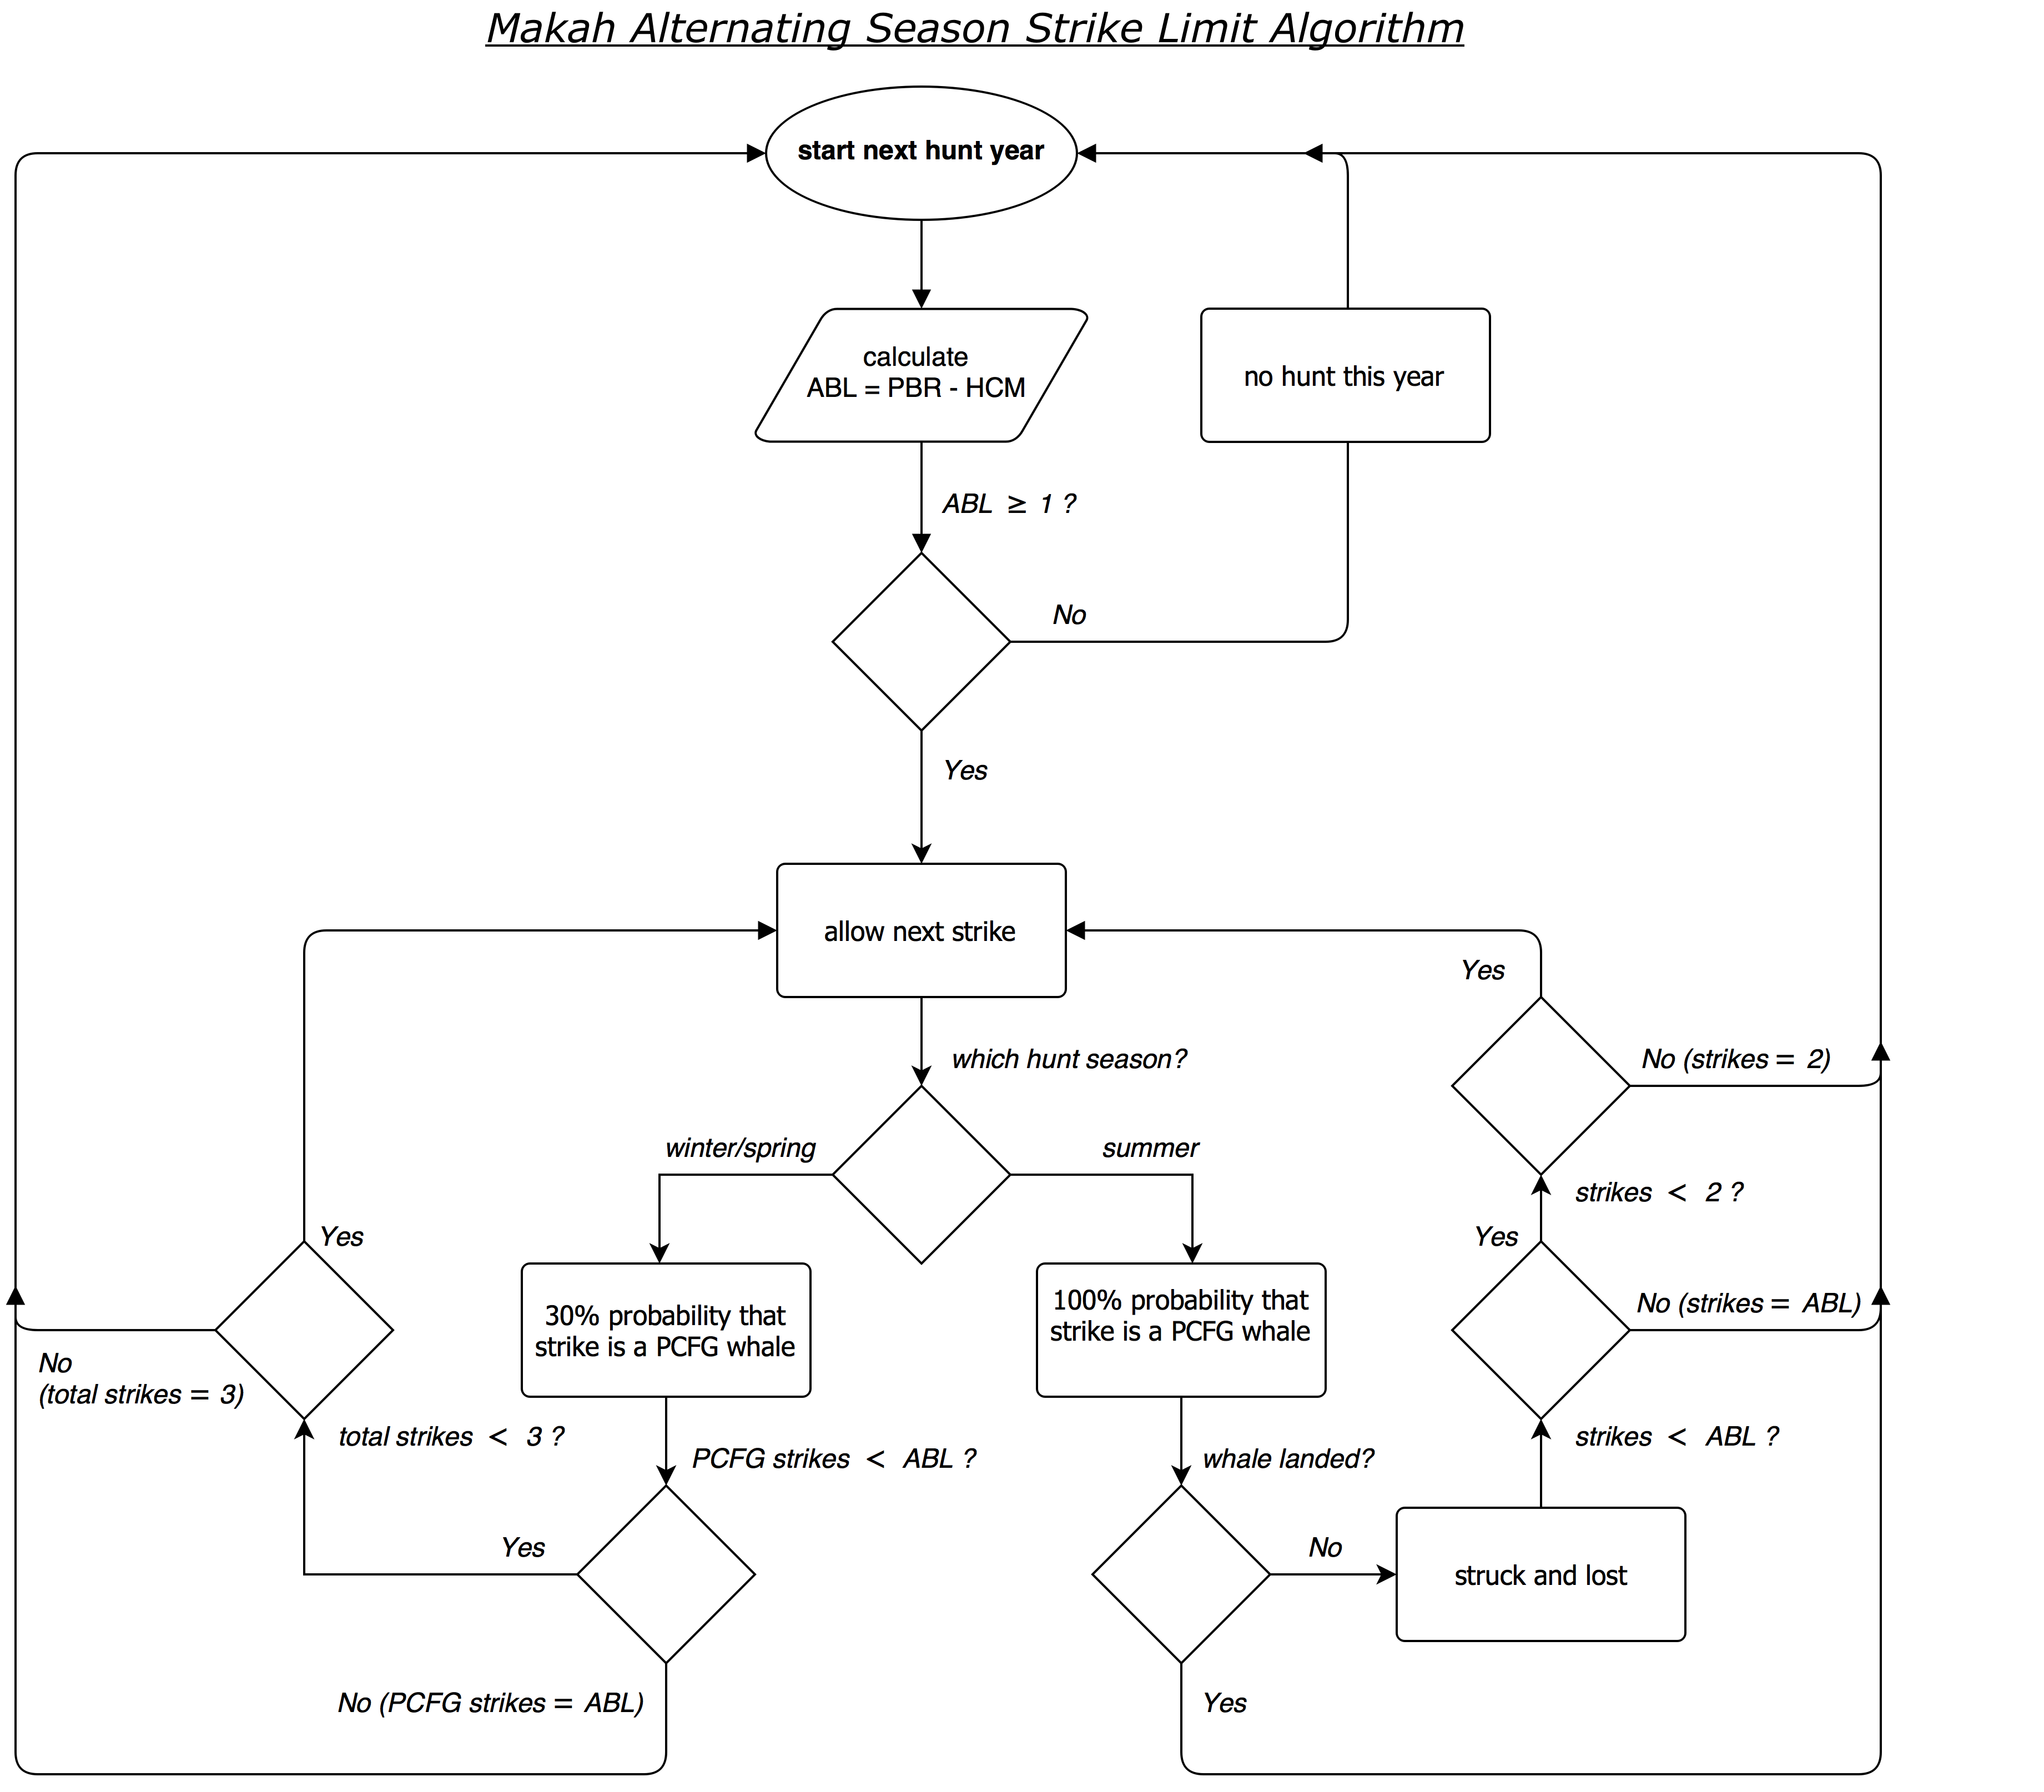 Makah Alternating Season Strike Limit Algorithm
start next hunt year
calculate
ABL = PBR - HCM
no hunt this year
ABL ≥ 1 ?
No
Yes
allow next strike
Yes
which hunt season?
No (strikes = 2)
winter/spring
summer
strikes < 2 ?
Yes
Yes
30% probability that
strike is a PCFG whale
100% probability that
strike is a PCFG whale
No (strikes = ABL)
No
(total strikes = 3)
total strikes < 3 ?
PCFG strikes < ABL ?
whale landed?
strikes < ABL ?
Yes
No
struck and lost
No (PCFG strikes = ABL)
Yes